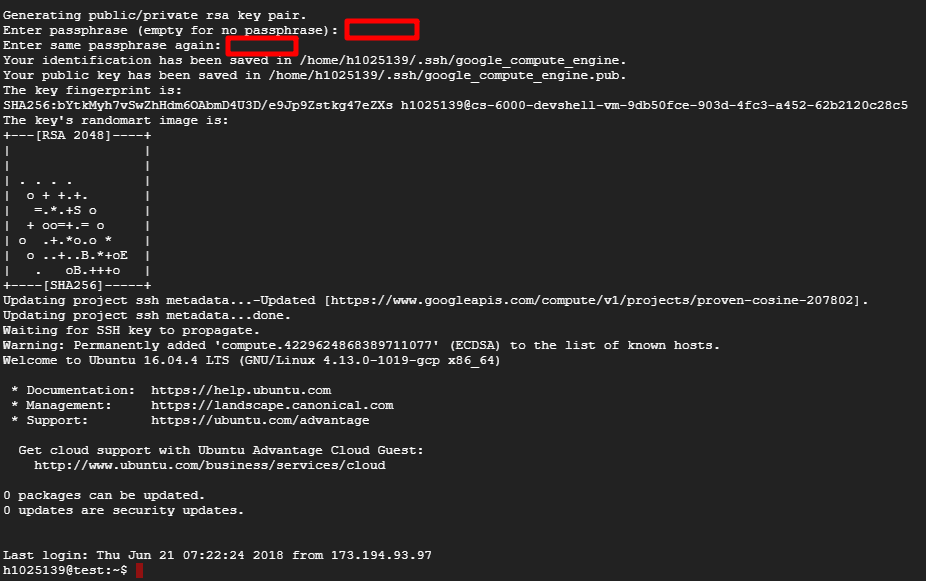 Generating public/private rsa key pair.
Enter passphrase (empty for no passphrase):
Enter same passphrase again:
Your identification has been saved in /home/h1025139/.ssh/google_compute_engine.
Your public key has been saved in /home/h1025139/.ssh/google_compute_engine.pub.
The key fingerprint is:
SHA256:bYtkMyh7vSwZhHdm6OAbmD4U3D/e9Jp9Zstkg47eZXs h1025139@cs-6000-devshell-vm-9db50fce-903d-4fc3-a452-62b2120c28c5
The key's randomart image is:
+---[RSA 2048]----+
|                 |
|                 |
| . . . .         |
|  o + +.+.       |
|   =.*.+S o      |
|  + oo=+.= o     |
| o  .+.*o.o *    |
|  o ..+..B.*+oE  |
|   .   oB.+++o   |
+----[SHA256]-----+
Updating project ssh metadata...-Updated [https://www.googleapis.com/compute/v1/projects/proven-cosine-207802].
Updating project ssh metadata...done.
Waiting for SSH key to propagate.
Warning: Permanently added 'compute.4229624868389711077' (ECDSA) to the list of known hosts.
Welcome to Ubuntu 16.04.4 LTS (GNU/Linux 4.13.0-1019-gcp x86_64)
 * Documentation:  https://help.ubuntu.com
 * Management:     https://landscape.canonical.com
 * Support:        https://ubuntu.com/advantage
  Get cloud support with Ubuntu Advantage Cloud Guest:
    http://www.ubuntu.com/business/services/cloud
0 packages can be updated.
0 updates are security updates.
Last login: Thu Jun 21 07:22:24 2018 from 173.194.93.97
h1025139@test:~$